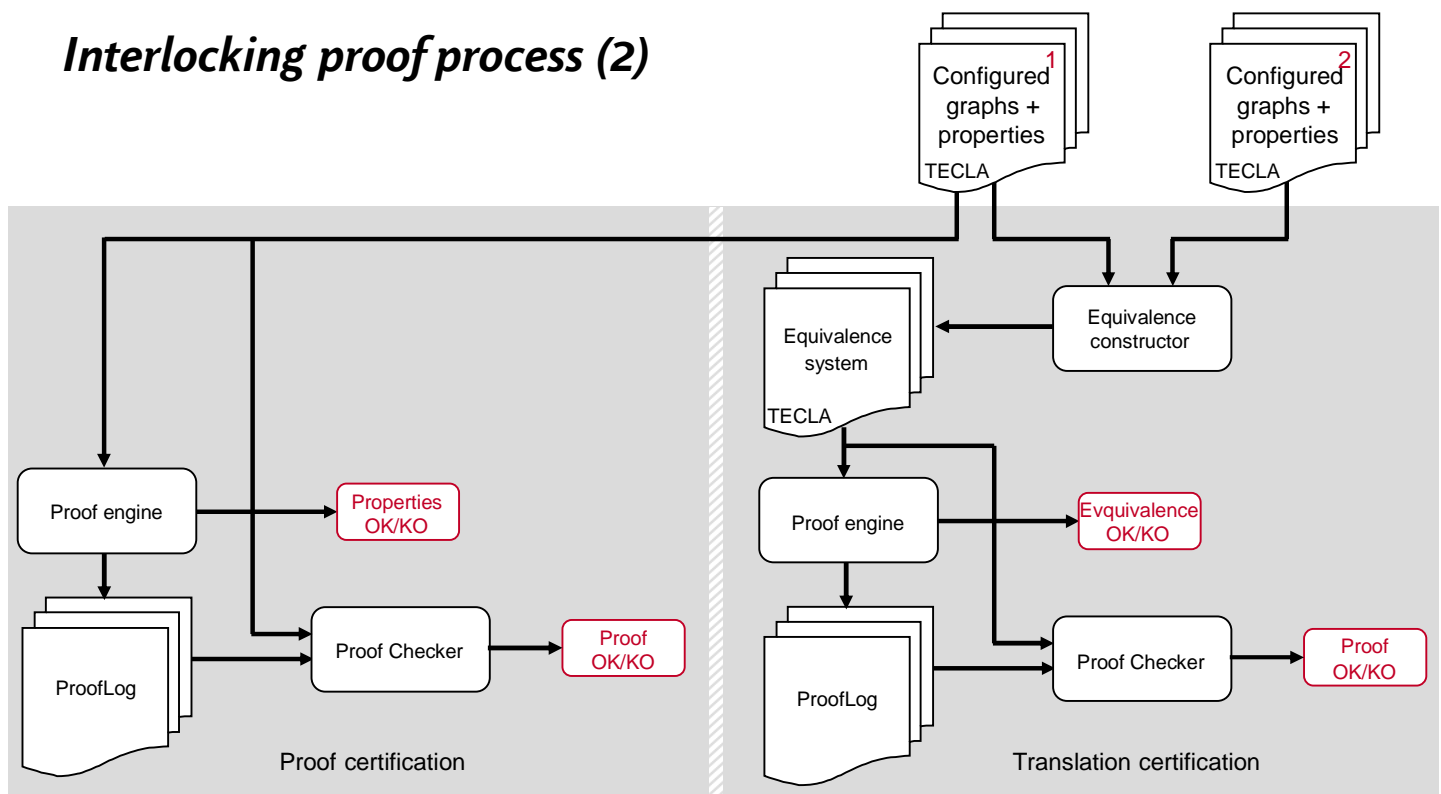 Interlocking proof process (2)
1
Configured
graphs +
properties
TECLA
2
Configured
graphs +
properties
TECLA
Equivalence
constructor
Equivalence
system
TECLA
Proof engine
Properties
OK/KO
ProofLog
Proof Checker
Proof
OK/KO
Proof certification
Proof engine
Evquivalence
OK/KO
ProofLog
Proof Checker
Proof
OK/KO
Translation certification